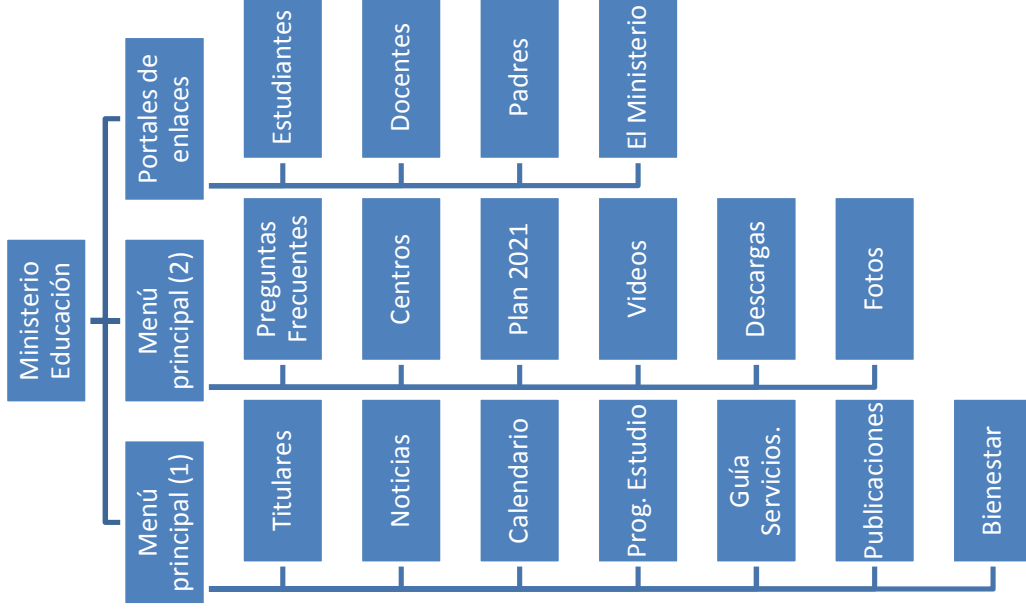 Ministerio
Educación
Menú
principal (1)
Titulares
Noticias
Calendario
Prog. Estudio
Guía
Servicios.
Publicaciones
Bienestar
Menú
principal (2)
Preguntas
Frecuentes
Centros
Plan 2021
Videos
Descargas
Fotos
Portales de
enlaces
Estudiantes
Docentes
Padres
El Ministerio